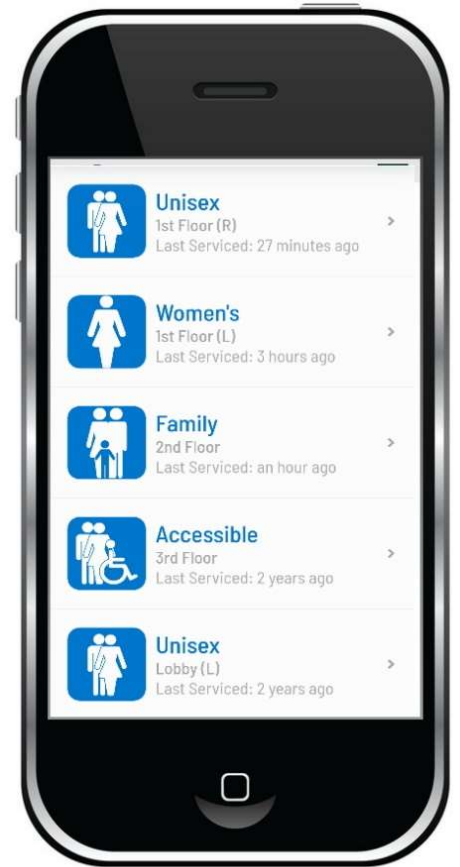 Unisex
1st Floor (R)
Last Serviced: 27 minutes ago
Women's
1st Floor (L)
Last Serviced: 3 hours ago
Family
2nd Floor
Last Serviced: an hour ago
Accessible
3rd Floor
Last Serviced: 2 years ago
Unisex
Lobby (L)
Last Serviced: 2 years ago